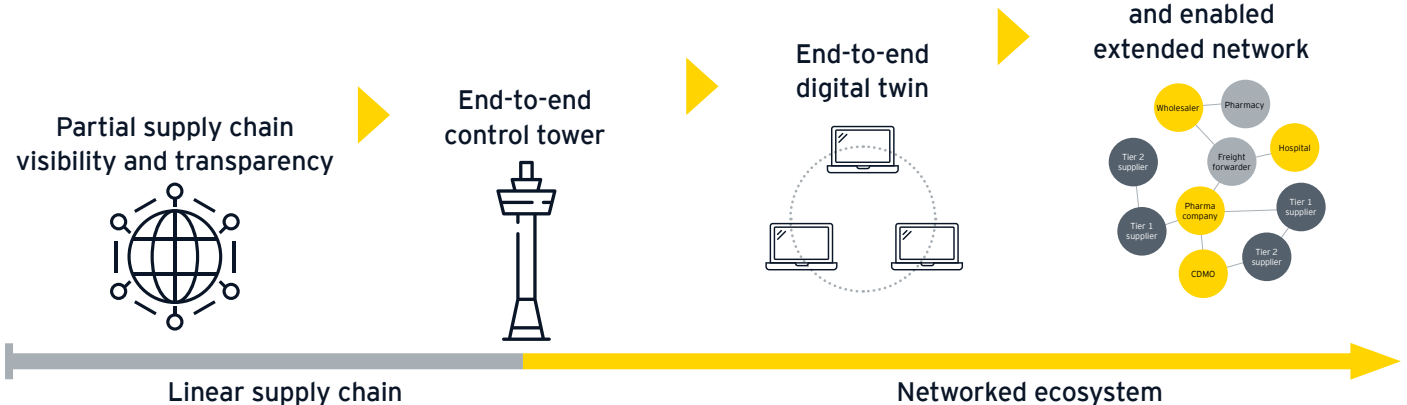 Partial supply chain
visibility and transparency
End-to-end
control tower
End-to-end
digital twin
and enabled
extended network
Wholesaler
Pharmacy
Tier 2
supplier
Freight
forwarder
Hospital
Tier 1
supplier
Pharma
company
Tier 1
supplier
CDMO
Tier 2
supplier
Linear supply chain
Networked ecosystem